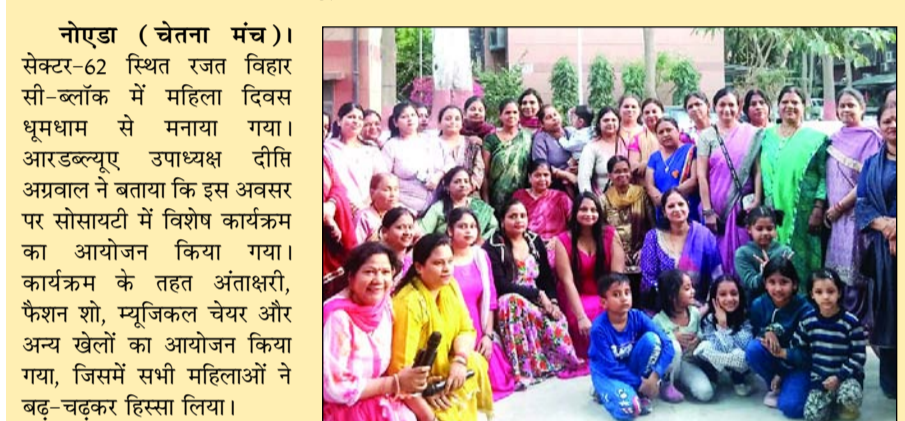 नोएडा (चेतना मंच)।
सेक्टर-62 स्थित रजत विहार
सी-ब्लॉक में महिला दिवस
धूमधाम से मनाया गया।
आरडब्ल्यूए उपाध्यक्ष दीप्ति
अग्रवाल ने बताया कि इस अवसर
पर सोसायटी में विशेष कार्यक्रम
का आयोजन किया गया।
कार्यक्रम के तहत अंताक्षरी,
फैशन शो, म्यूजिकल चेयर और
अन्य खेलों का आयोजन किया
गया, जिसमें सभी महिलाओं ने
बढ़-चढ़कर हिस्सा लिया।